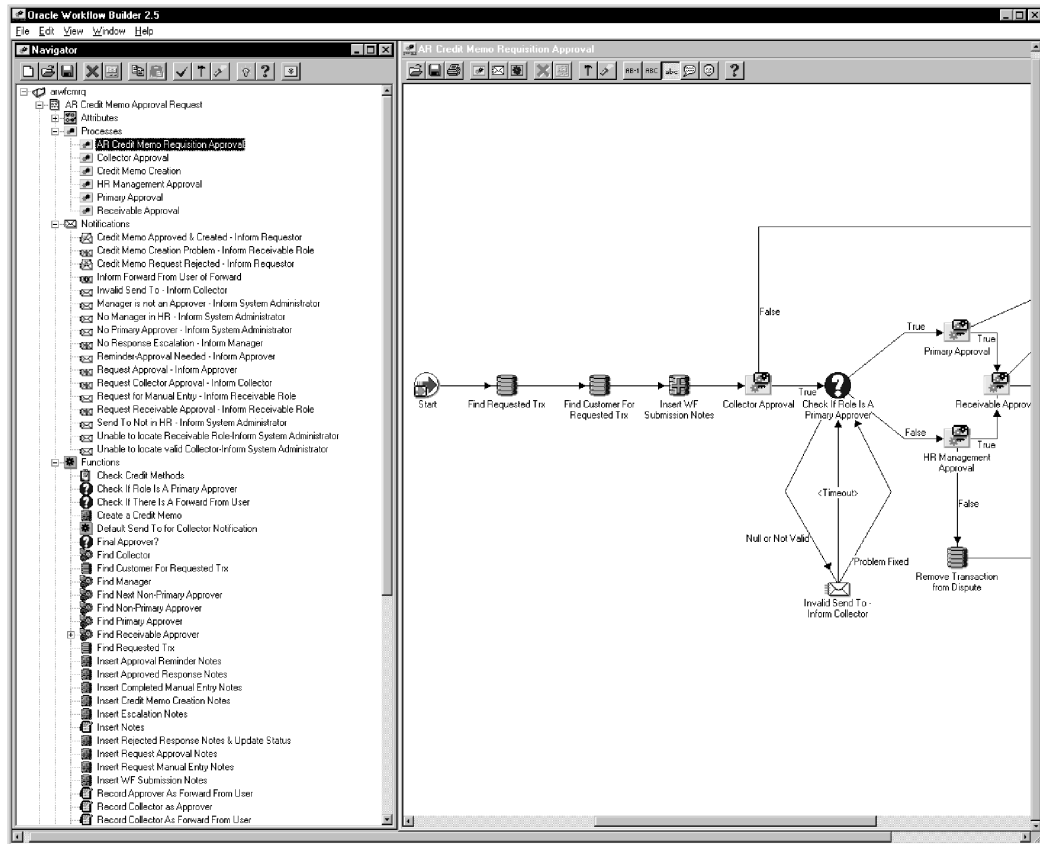 Oracle Workflow Builder 2.5
File Edit View Window Help
Navigator
AR Credit Memo Requisition Approval
arwfcmrq
AR Credit Memo Approval Request
Attributes
Processes
AR Credit Memo Requisition Approval
Collector Approval
Credit Memo Creation
HR Management Approval
Primary Approval
Receivable Approval
Notifications
Credit Memo Approved & Created - Inform Requestor
Credit Memo Creation Problem - Inform Receivable Role
Credit Memo Request Rejected - Inform Requestor
Inform Forward From User of Forward
Invalid Send To - Inform Collector
Manager is not an Approver - Inform System Administrator
No Manager in HR - Inform System Administrator
No Primary Approver - Inform System Administrator
No Response Escalation - Inform Manager
Reminder-Approval Needed - Inform Approver
Request Approval - Inform Approver
Request Collector Approval - Inform Collector
Request for Manual Entry - Inform Receivable Role
Request Receivable Approval - Inform Receivable Role
Send To Not in HR - Inform System Administrator
Unable to locate Receivable Role-Inform System Administrator
Unable to locate valid Collector-Inform System Administrator
Functions
Check Credit Methods
Check If Role Is A Primary Approver
Check If There Is A Forward From User
Create a Credit Memo
Default Send To for Collector Notification
Final Approver?
Find Collector
Find Customer For Requested Trx
Find Manager
Find Next Non-Primary Approver
Find Non-Primary Approver
Find Primary Approver
Find Receivable Approver
Find Requested Trx
Insert Approval Reminder Notes
Insert Approved Response Notes
Insert Completed Manual Entry Notes
Insert Credit Memo Creation Notes
Insert Escalation Notes
Insert Notes
Insert Rejected Response Notes & Update Status
Insert Request Approval Notes
Insert Request Manual Entry Notes
Insert WF Submission Notes
Record Approver As Forward From User
Record Collector as Approver
Record Collector As Forward From User
False
True
Primary Approval
True
Start
Find Requested Trx
Find Customer For
Requested Trx
Insert WF
Submission Notes
Collector Approval
True
Check If Role Is A
Primary Approver
Receivable Approv
False
True
HR Management
Approval
<Timeout>
False
Null or Not Valid
Problem Fixed
Remove Transaction
from Dispute
Invalid Send To -
Inform Collector